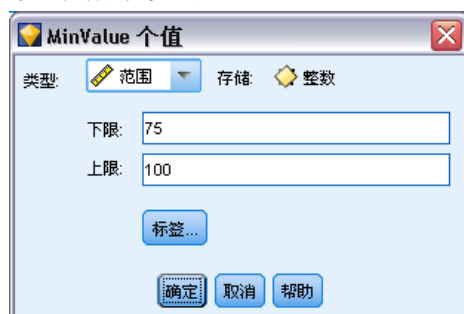 MinValue 个值
类型: 范围 存储: 整数
下限: 75
上限: 100
标签...
确定 取消 帮助